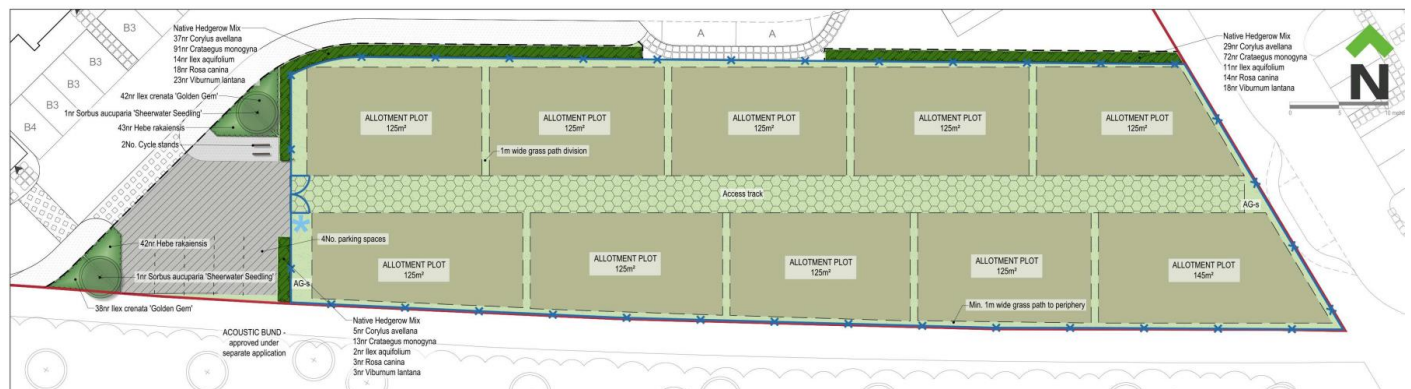 B3
B3
B3
B3
B3
B4
A
A
Native Hedgerow Mix
37nr Corylus avellana
91nr Crataegus monogyna
14nr Ilex aquifolium
18nr Rosa canina
23nr Viburnum lantana
42nr Ilex crenata 'Golden Gem'
1nr Sorbus aucuparia 'Sheerwater Seedling'
43nr Hebe rakaiensis
2No. Cycle stands
Native Hedgerow Mix
29nr Corylus avellana
72nr Crataegus monogyna
11nr Ilex aquifolium
14nr Rosa canina
18nr Viburnum lantana
N
0
5
10 metres
ALLOTMENT PLOT
125m²
ALLOTMENT PLOT
125m²
ALLOTMENT PLOT
125m²
ALLOTMENT PLOT
125m²
ALLOTMENT PLOT
125m²
1m wide grass path division
Access track
AG-s
42nr Hebe rakaiensis
4No. parking spaces
1nr Sorbus aucuparia 'Sheerwater Seedling'
AG-s
38nr Ilex crenata 'Golden Gem'
ALLOTMENT PLOT
125m²
ALLOTMENT PLOT
125m²
ALLOTMENT PLOT
125m²
ALLOTMENT PLOT
125m²
ALLOTMENT PLOT
145m²
Min. 1m wide grass path to periphery
ACOUSTIC BUND -
approved under
separate application
Native Hedgerow Mix
5nr Corylus avellana
13nr Crataegus monogyna
2nr Ilex aquifolium
3nr Rosa canina
3nr Viburnum lantana